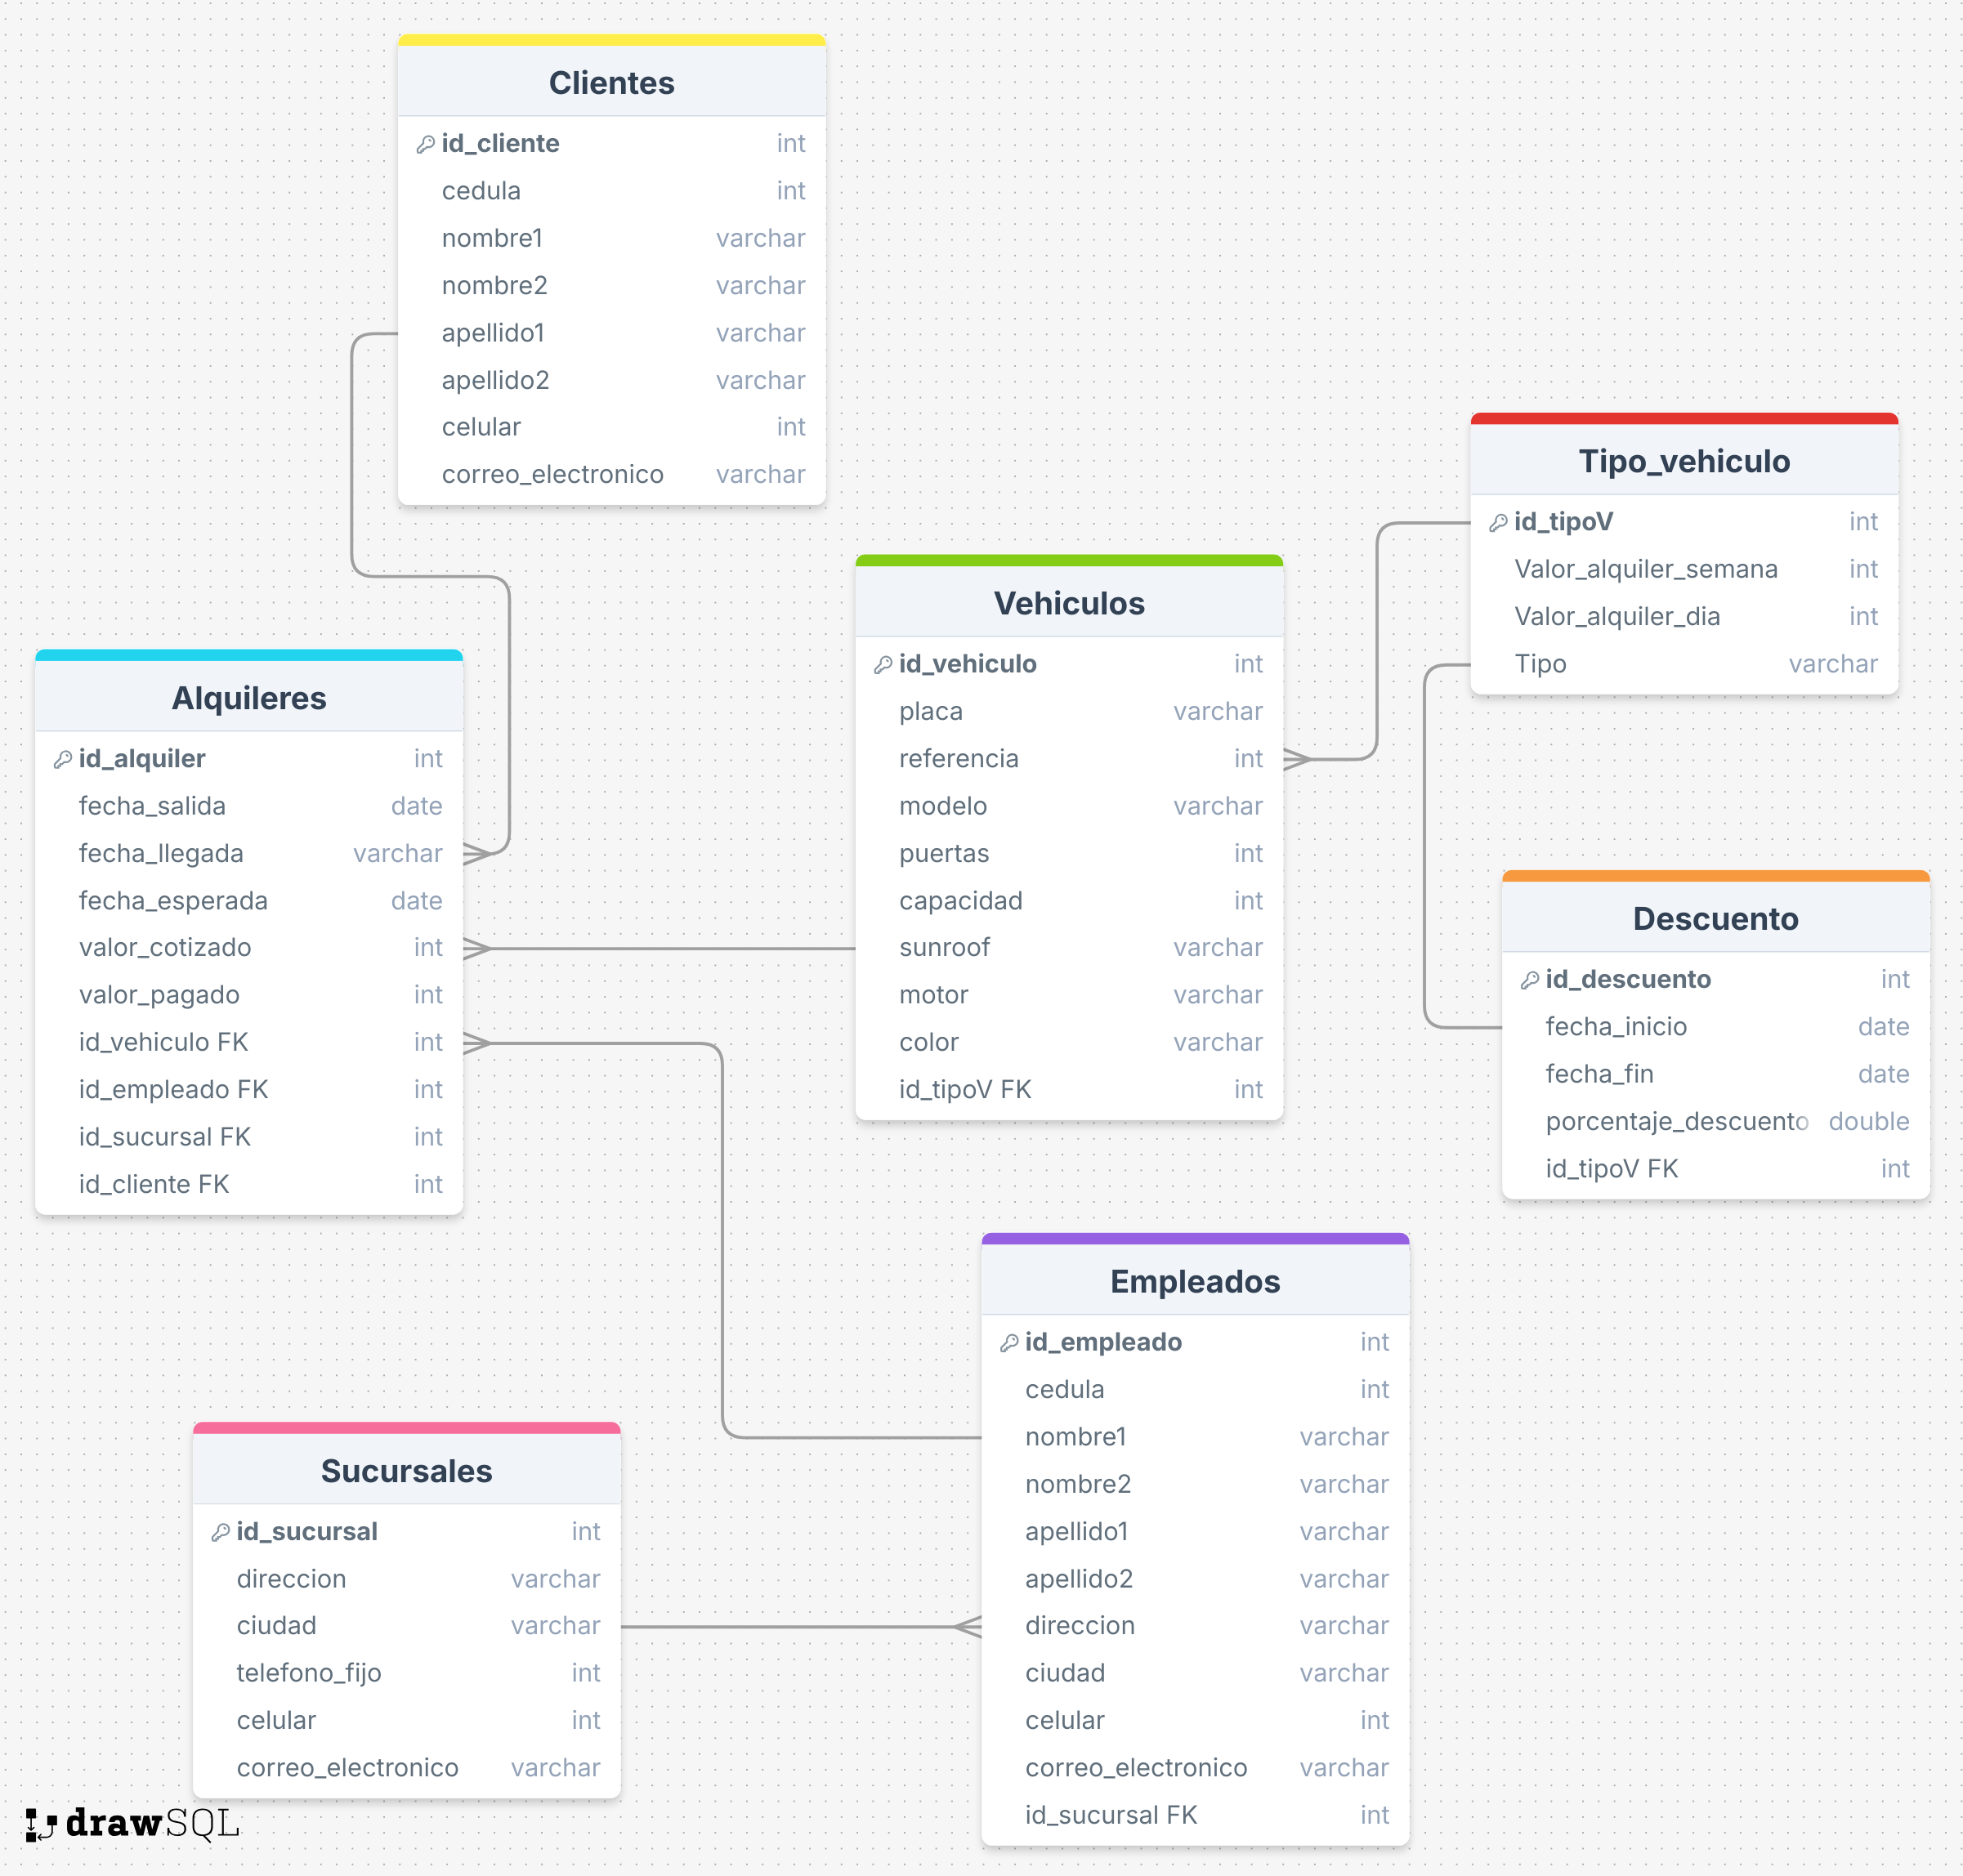 Clientes
id_cliente int
cedula int
nombre1 varchar
nombre2 varchar
apellido1 varchar
apellido2 varchar
celular int
correo_electronico varchar
Tipo_vehiculo
id_tipoV int
Valor_alquiler_semana int
Valor_alquiler_dia int
Tipo varchar
Vehiculos
id_vehiculo int
placa varchar
referencia int
modelo varchar
puertas int
capacidad int
sunroof varchar
motor varchar
color varchar
id_tipoV FK int
Alquileres
id_alquiler int
fecha_salida date
fecha_llegada varchar
fecha_esperada date
valor_cotizado int
valor_pagado int
id_vehiculo FK int
id_empleado FK int
id_sucursal FK int
id_cliente FK int
Descuento
id_descuento int
fecha_inicio date
fecha_fin date
porcentaje_descuento double
id_tipoV FK int
Empleados
id_empleado int
cedula int
nombre1 varchar
nombre2 varchar
apellido1 varchar
apellido2 varchar
direccion varchar
ciudad varchar
celular int
correo_electronico varchar
id_sucursal FK int
Sucursales
id_sucursal int
direccion varchar
ciudad varchar
telefono_fijo int
celular int
correo_electronico varchar
drawSQL